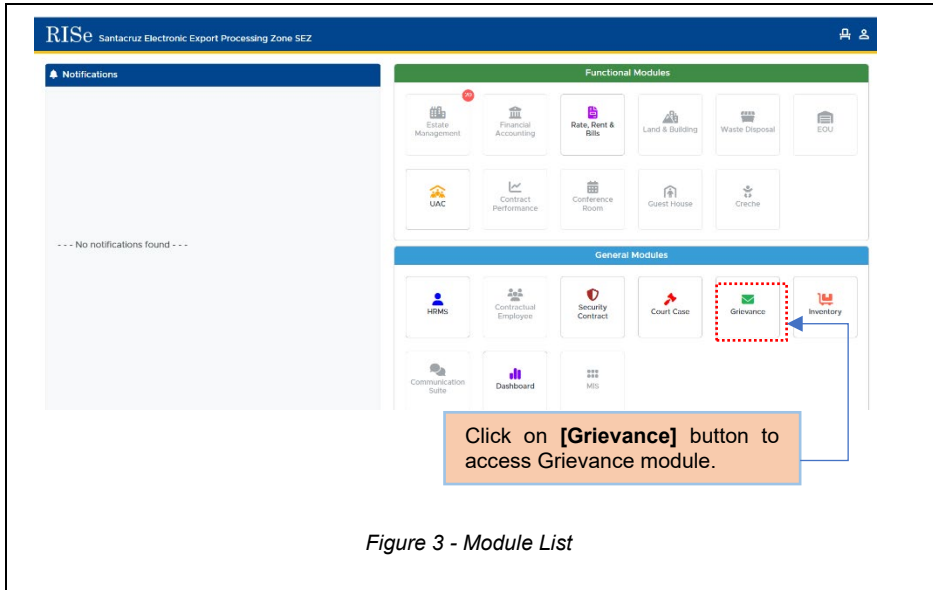 RISe Santacruz Electronic Export Processing Zone SEZ
Notifications
- - - No notifications found - - -
Functional Modules
20
Estate
Management
Financial
Accounting
Rate, Rent &
Bills
Land & Building
Waste Disposal
EOU
UAC
Contract
Performance
Conference
Room
Guest House
Creche
General Modules
HRMS
Contractual
Employee
Security
Contract
Court Case
Grievance
Inventory
Communication
Suite
Dashboard
MIS
Click on [Grievance] button to
access Grievance module.
Figure 3 - Module List